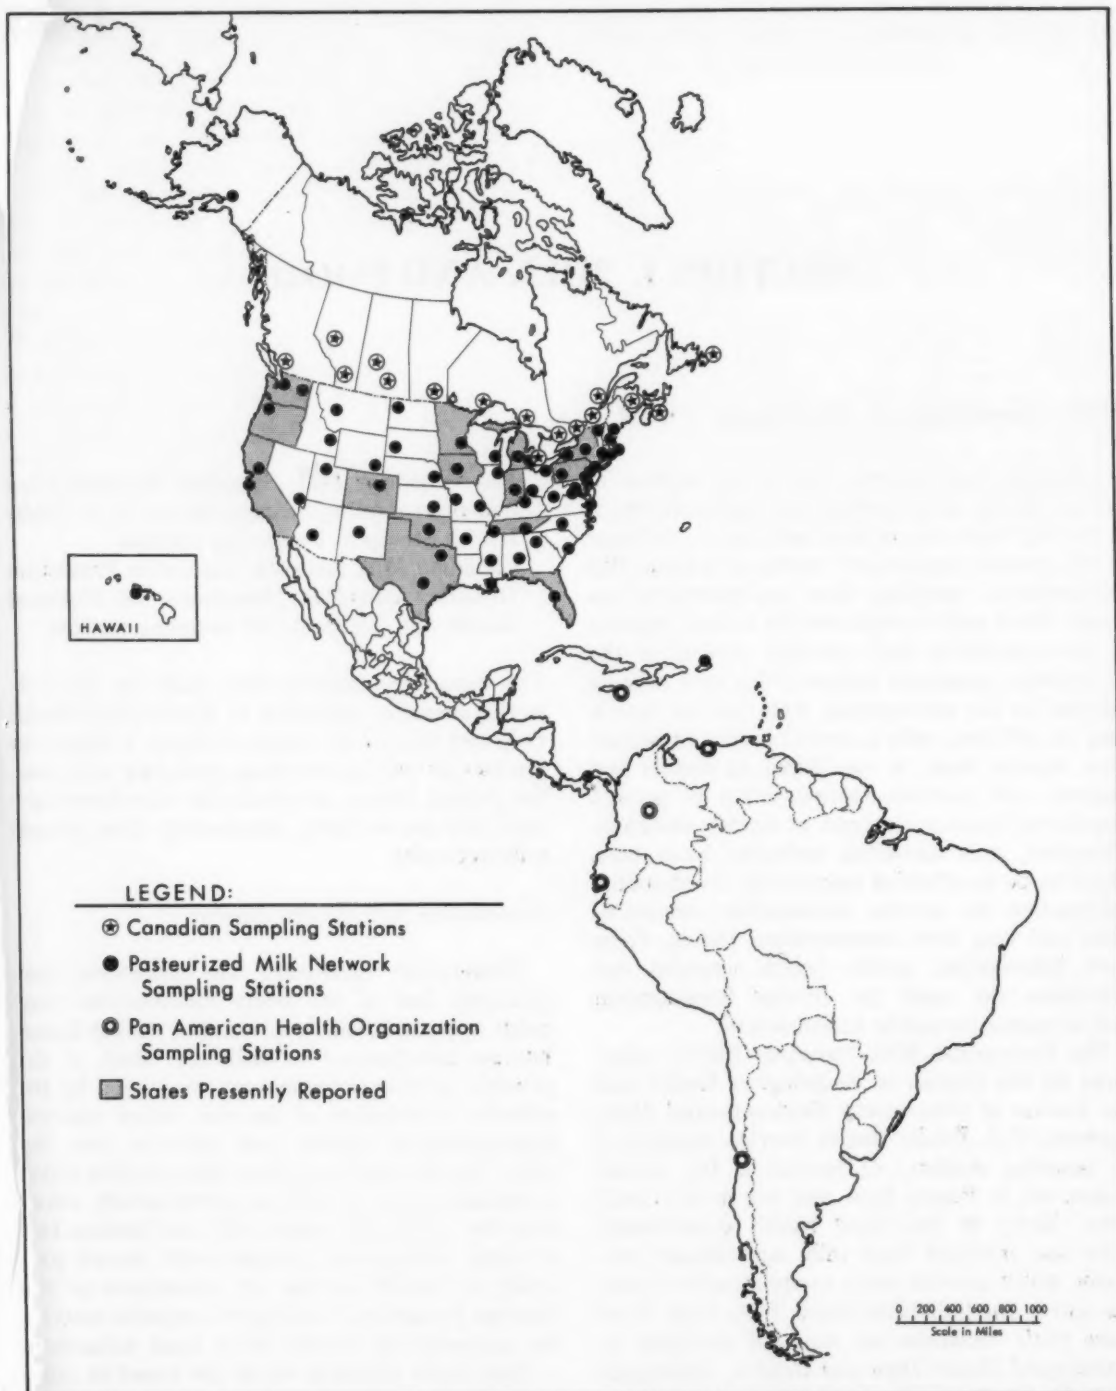 HAWAII
LEGEND:
Canadian Sampling Stations
Pasteurized Milk Network
Sampling Stations
Pan American Health Organization
Sampling Stations
States Presently Reported
0 200 400 600 800 1000
Scale in Miles